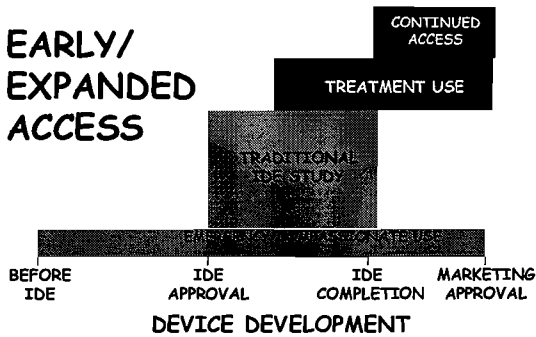 EARLY/
EXPANDED
ACCESS
CONTINUED
ACCESS
TREATMENT USE
TRADITIONAL
IDE STUDY
USE
BEFORE
IDE
IDE
APPROVAL
IDE
COMPLETION
MARKETING
APPROVAL
DEVICE DEVELOPMENT